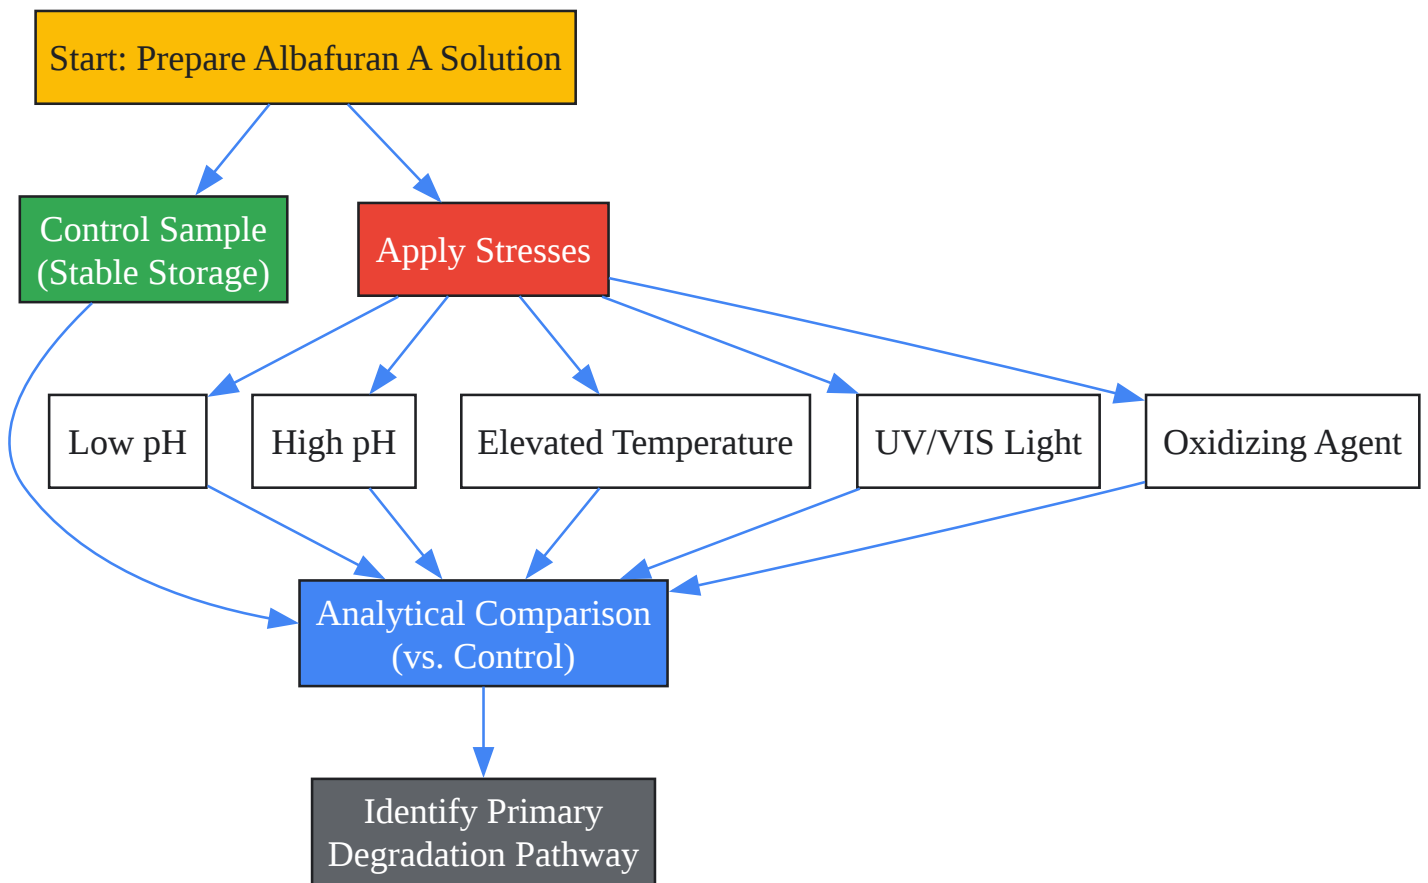 Start: Prepare Albafuran A Solution
Control Sample
(Stable Storage)
Apply Stresses
Low pH
High pH
Elevated Temperature
UV/VIS Light
Oxidizing Agent
Analytical Comparison
(vs. Control)
Identify Primary
Degradation Pathway